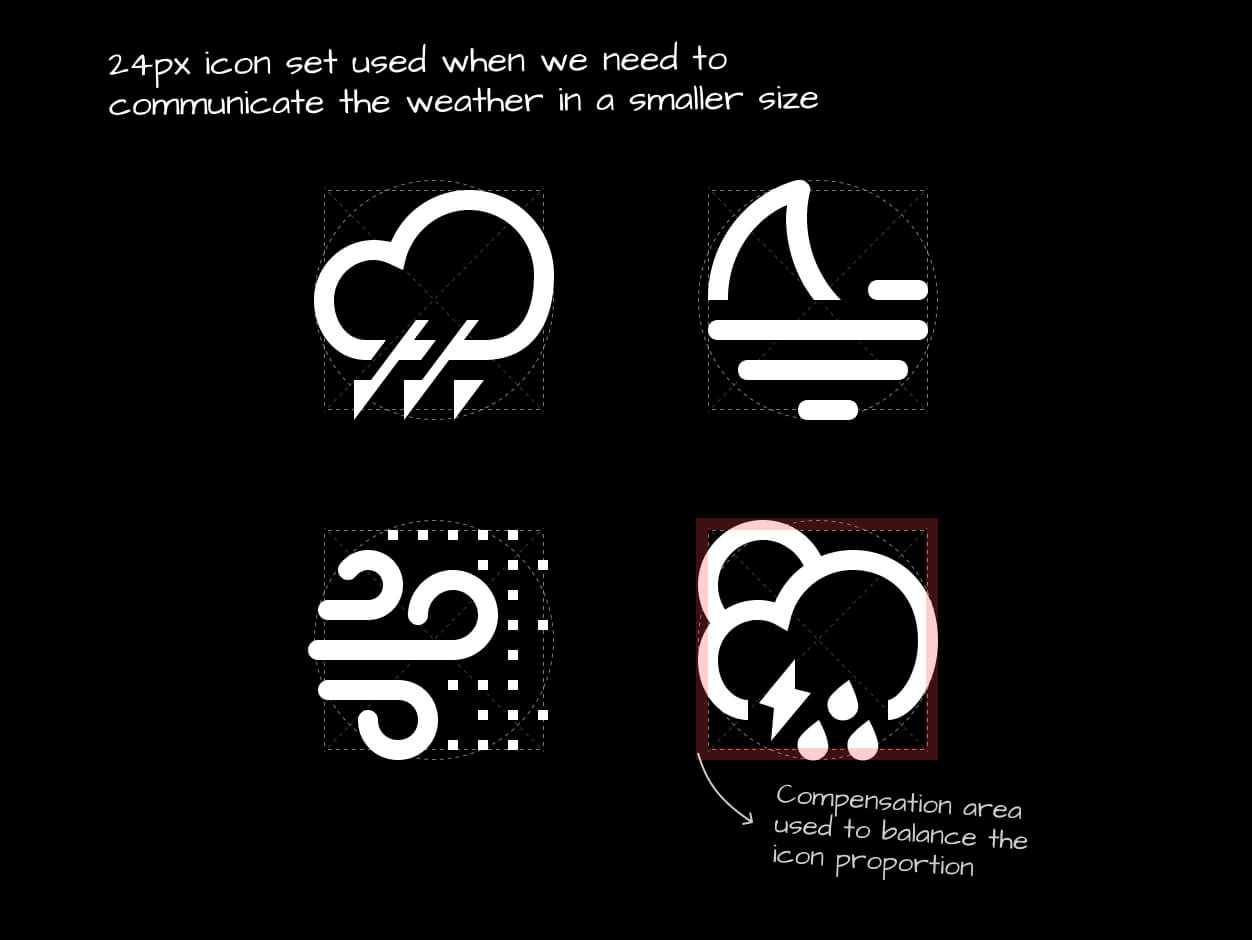 24px icon set used when we need to
communicate the weather in a smaller size
Compensation area
used to balance the
icon proportion